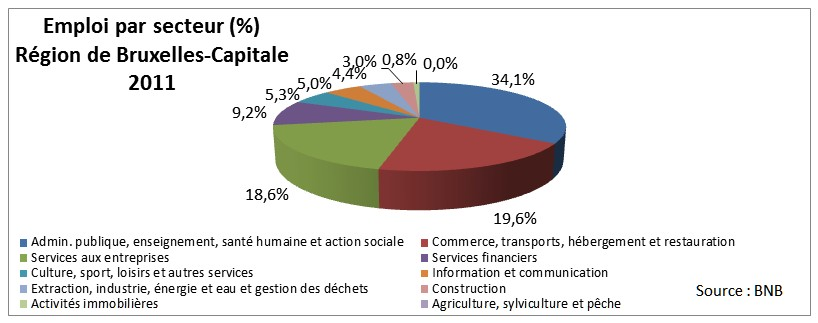 Emploi par secteur (%)
Région de Bruxelles-Capitale
2011
34,1%
19,6%
18,6%
9,2%
5,3%
5,0%
4,4%
3,0%
0,8%
0,0%
Admin. publique, enseignement, santé humaine et action sociale
Commerce, transports, hébergement et restauration
Services aux entreprises
Services financiers
Culture, sport, loisirs et autres services
Information et communication
Extraction, industrie, énergie et eau et gestion des déchets
Construction
Activités immobilières
Agriculture, sylviculture et pêche
Source : BNB